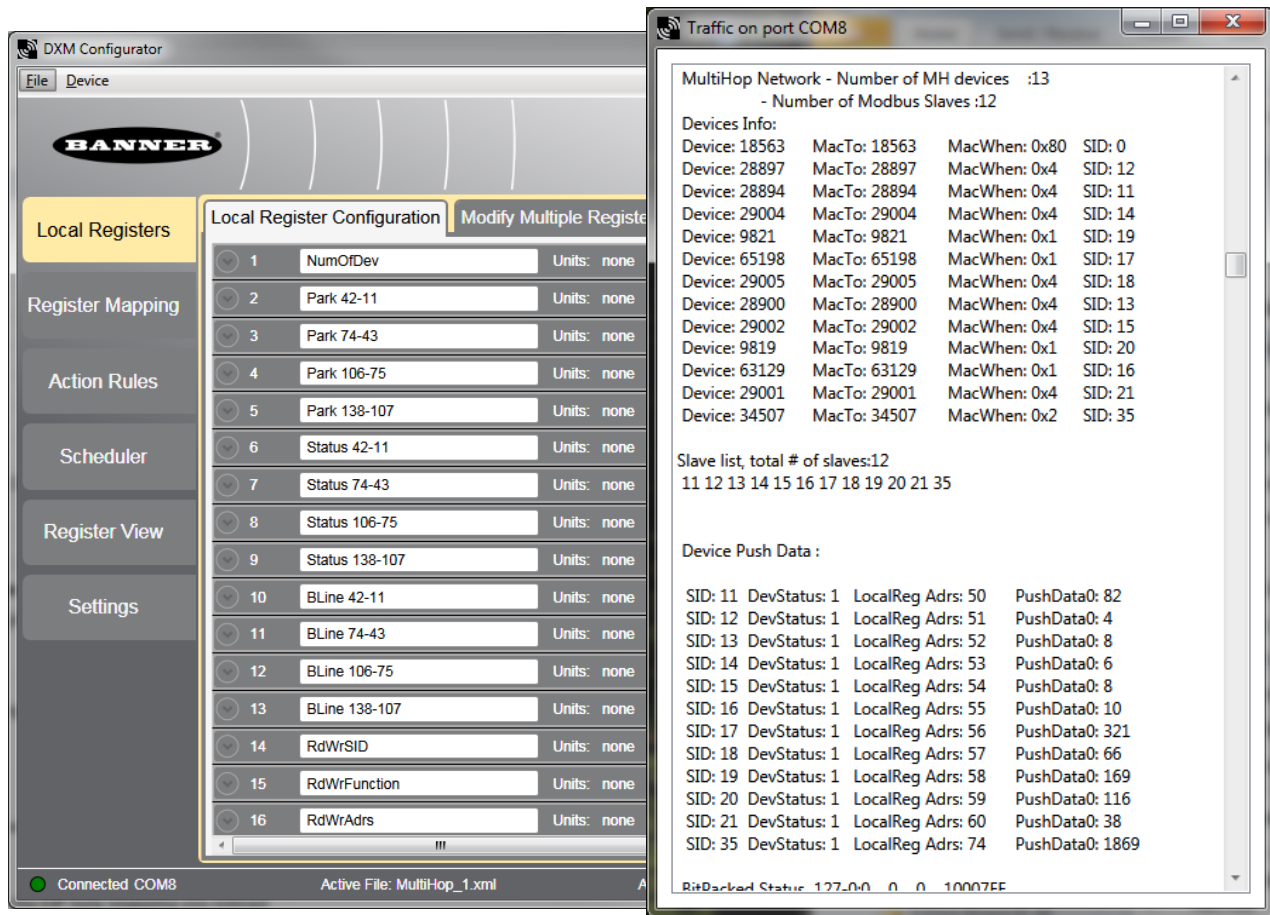 DXM Configurator
File Device
BANNER
Local Registers
Register Mapping
Action Rules
Scheduler
Register View
Settings
Local Register Configuration Modify Multiple Registe
1 NumOfDev Units: none
2 Park 42-11 Units: none
3 Park 74-43 Units: none
4 Park 106-75 Units: none
5 Park 138-107 Units: none
6 Status 42-11 Units: none
7 Status 74-43 Units: none
8 Status 106-75 Units: none
9 Status 138-107 Units: none
10 BLine 42-11 Units: none
11 BLine 74-43 Units: none
12 BLine 106-75 Units: none
13 BLine 138-107 Units: none
14 RdWrSID Units: none
15 RdWrFunction Units: none
16 RdWrAdrs Units: none
Connected COM8 Active File: MultiHop_1.xml A
Traffic on port COM8
MultiHop Network - Number of MH devices :13
- Number of Modbus Slaves :12
Devices Info:
Device: 18563 MacTo: 18563 MacWhen: 0x80 SID: 0
Device: 28897 MacTo: 28897 MacWhen: 0x4 SID: 12
Device: 28894 MacTo: 28894 MacWhen: 0x4 SID: 11
Device: 29004 MacTo: 29004 MacWhen: 0x4 SID: 14
Device: 9821 MacTo: 9821 MacWhen: 0x1 SID: 19
Device: 65198 MacTo: 65198 MacWhen: 0x1 SID: 17
Device: 29005 MacTo: 29005 MacWhen: 0x4 SID: 18
Device: 28900 MacTo: 28900 MacWhen: 0x4 SID: 13
Device: 29002 MacTo: 29002 MacWhen: 0x4 SID: 15
Device: 9819 MacTo: 9819 MacWhen: 0x1 SID: 20
Device: 63129 MacTo: 63129 MacWhen: 0x1 SID: 16
Device: 29001 MacTo: 29001 MacWhen: 0x4 SID: 21
Device: 34507 MacTo: 34507 MacWhen: 0x2 SID: 35
Slave list, total # of slaves:12
11 12 13 14 15 16 17 18 19 20 21 35
Device Push Data :
SID: 11 DevStatus: 1 LocalReg Adrs: 50 PushData0: 82
SID: 12 DevStatus: 1 LocalReg Adrs: 51 PushData0: 4
SID: 13 DevStatus: 1 LocalReg Adrs: 52 PushData0: 8
SID: 14 DevStatus: 1 LocalReg Adrs: 53 PushData0: 6
SID: 15 DevStatus: 1 LocalReg Adrs: 54 PushData0: 8
SID: 16 DevStatus: 1 LocalReg Adrs: 55 PushData0: 10
SID: 17 DevStatus: 1 LocalReg Adrs: 56 PushData0: 321
SID: 18 DevStatus: 1 LocalReg Adrs: 57 PushData0: 66
SID: 19 DevStatus: 1 LocalReg Adrs: 58 PushData0: 169
SID: 20 DevStatus: 1 LocalReg Adrs: 59 PushData0: 116
SID: 21 DevStatus: 1 LocalReg Adrs: 60 PushData0: 38
SID: 35 DevStatus: 1 LocalReg Adrs: 74 PushData0: 1869
BitPacked Status 127-0:0 0 0 10007FF